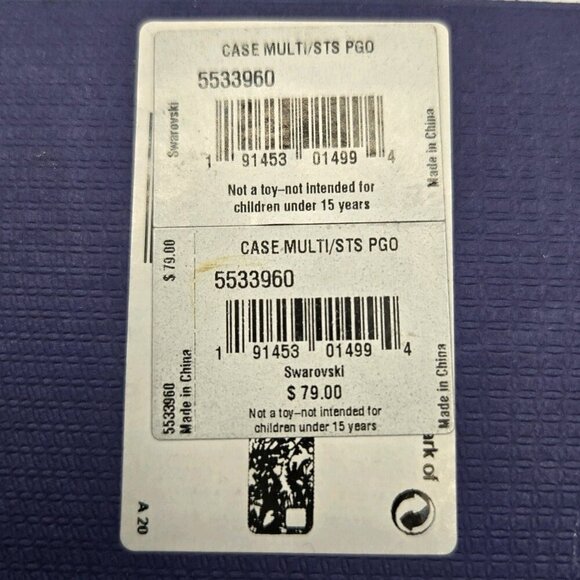 CASE MULTI/STS PGO
5533960
Swarovski
1 91453 01499 4
Made in China
Not a toy–not intended for
children under 15 years
CASE MULTI/STS PGO
$ 79.00
5533960
1 91453 01499 4
Swarovski
$ 79.00
Not a toy–not intended for
children under 15 years
5533960
Made in China
Made in China
ark of
A 20